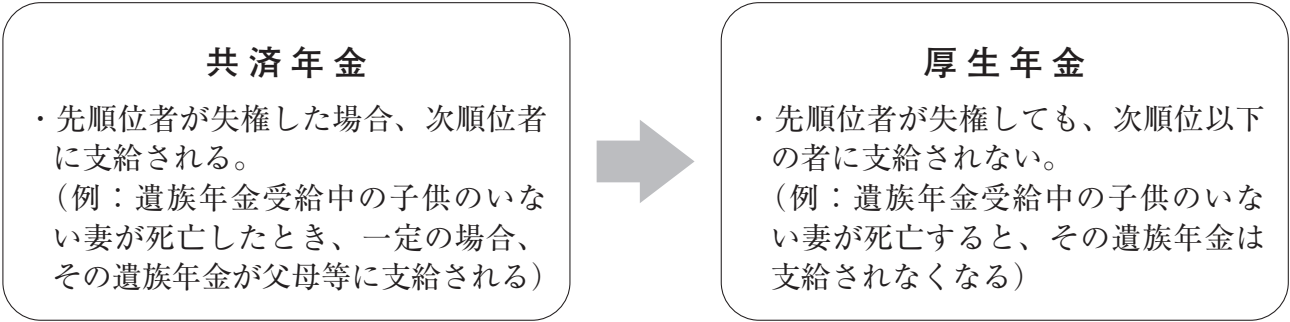 共済年金
・先順位者が失権した場合、次順位者
に支給される。
（例：遺族年金受給中の子供のいな
い妻が死亡したとき、一定の場合、
その遺族年金が父母等に支給される）
厚生年金
・先順位者が失権しても、次順位以下
の者に支給されない。
（例：遺族年金受給中の子供のいな
い妻が死亡すると、その遺族年金は
支給されなくなる）